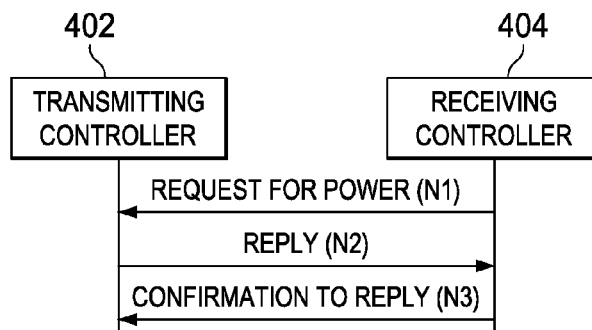 402
404
TRANSMITTING
CONTROLLER
RECEIVING
CONTROLLER
REQUEST FOR POWER (N1)
REPLY (N2)
CONFIRMATION TO REPLY (N3)